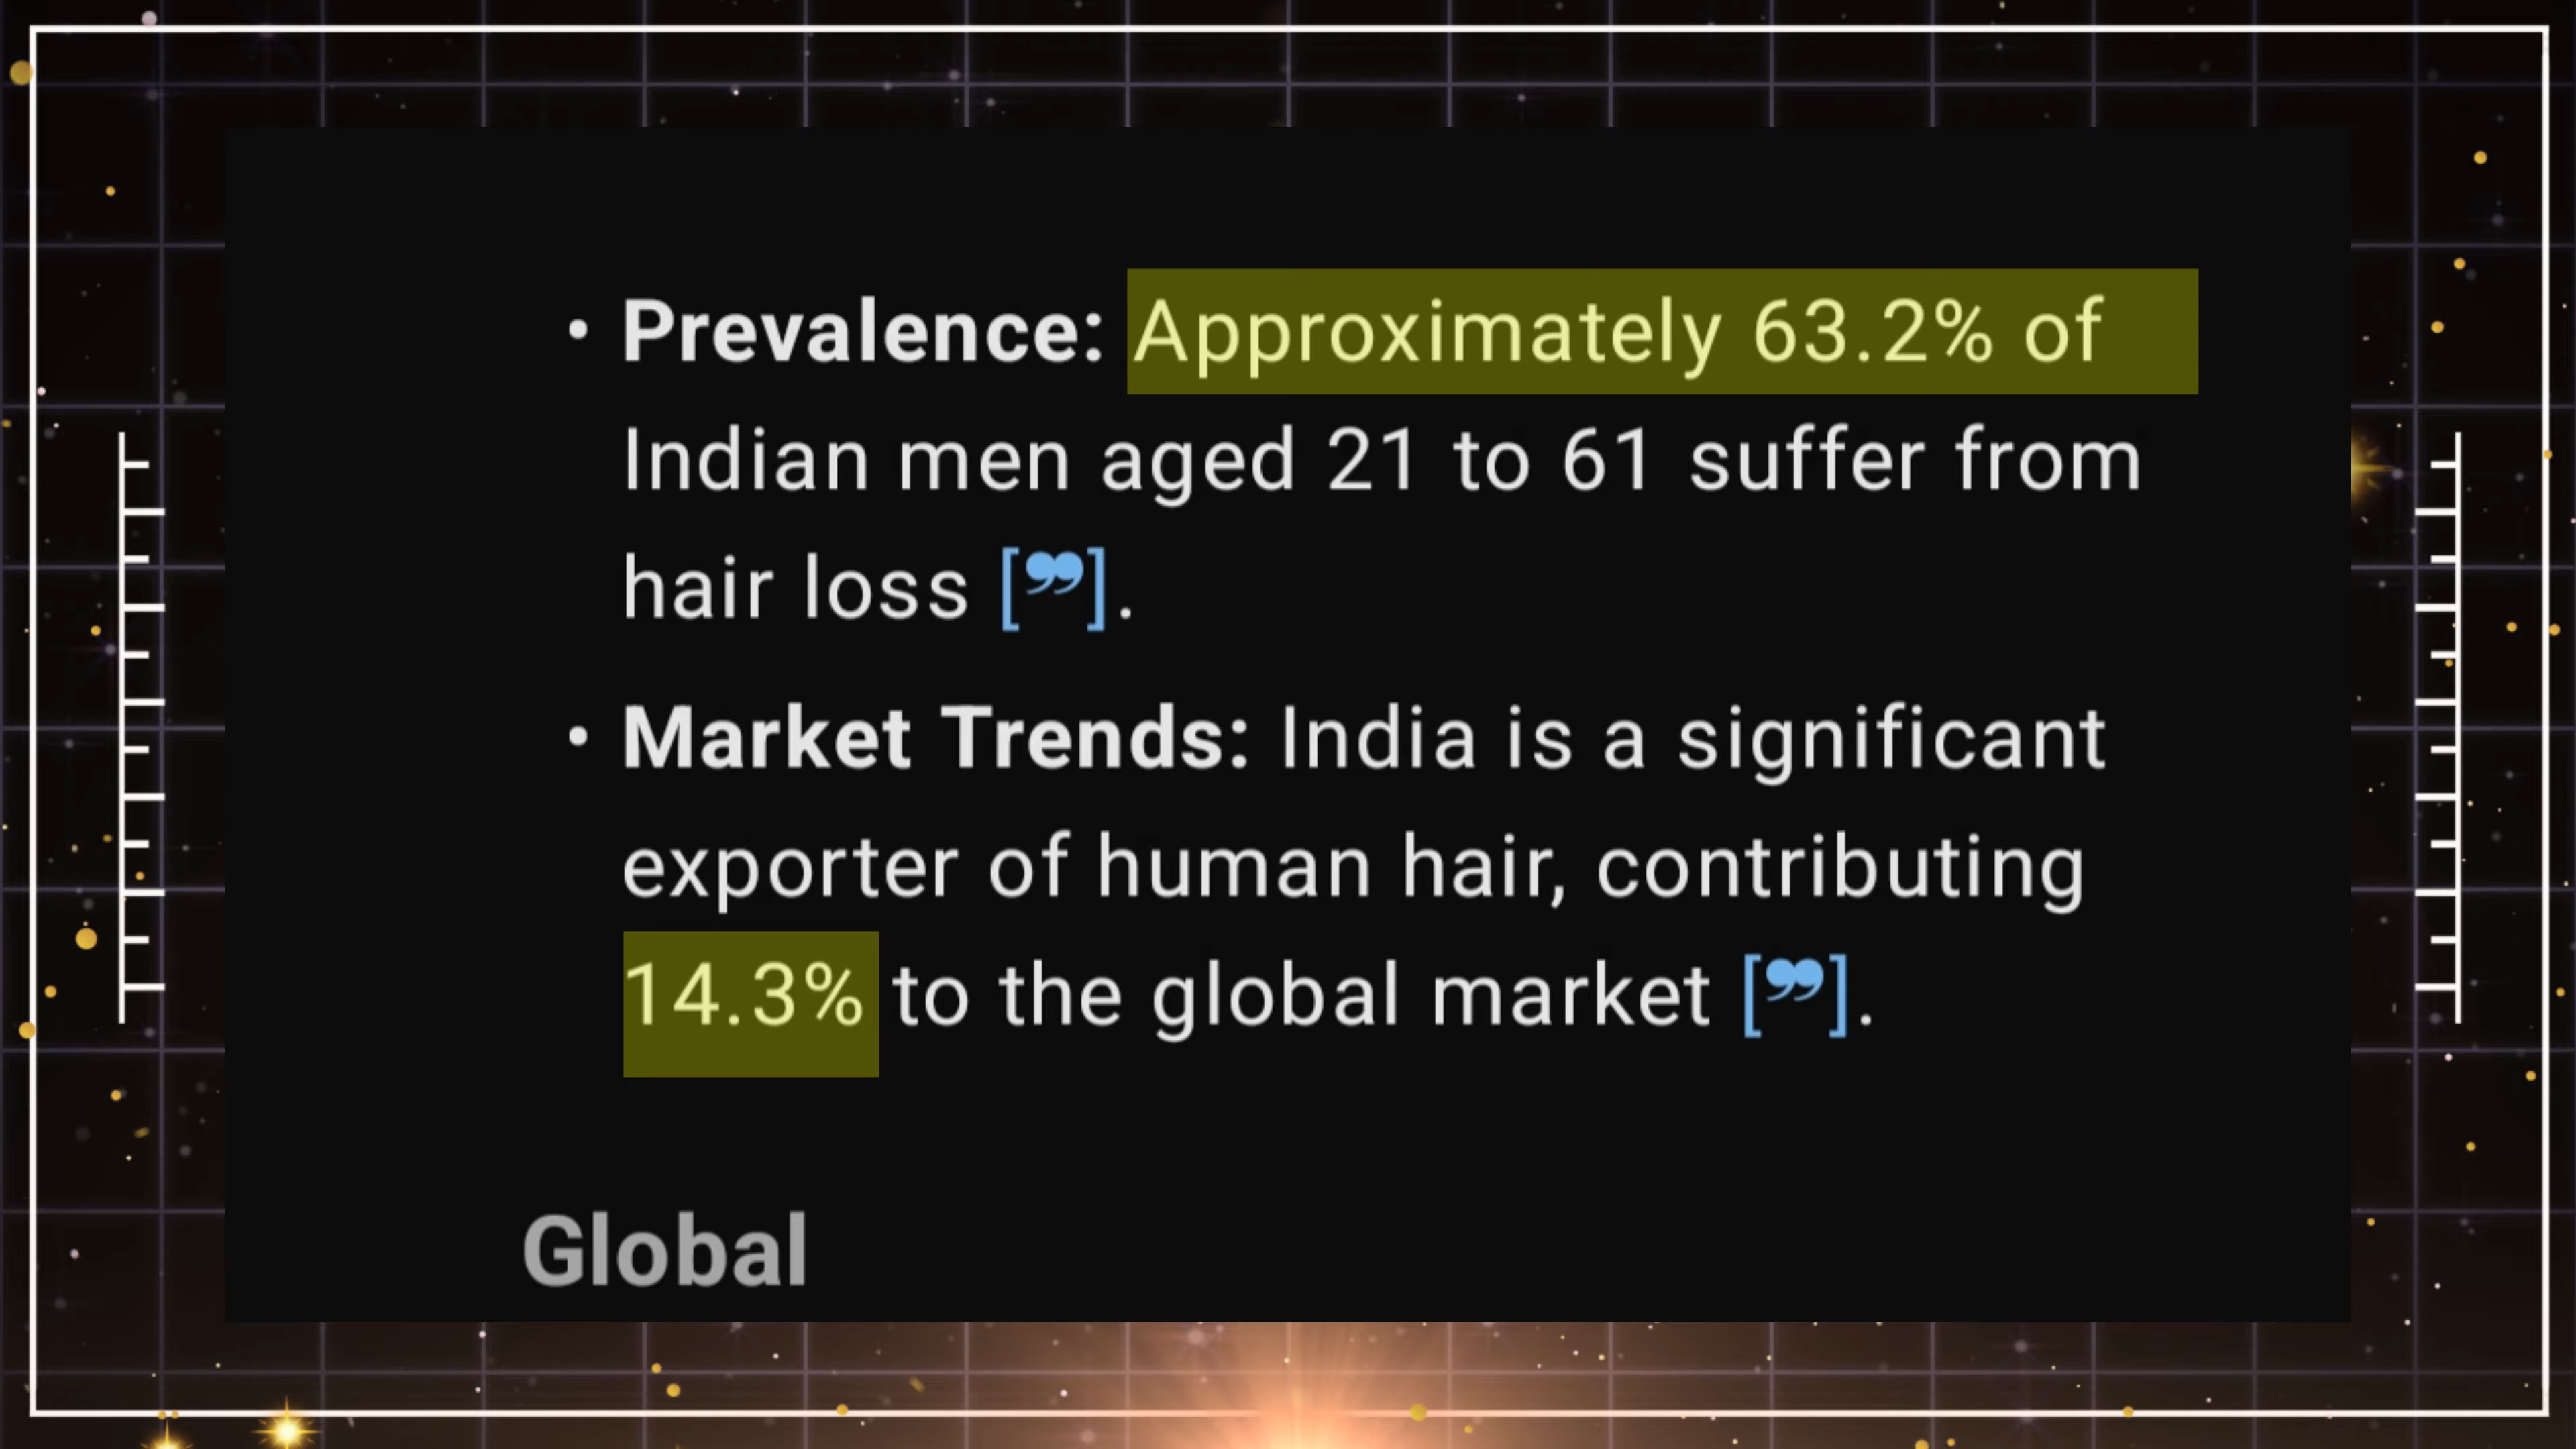 • Prevalence: Approximately 63.2% of
Indian men aged 21 to 61 suffer from
hair loss [❞].
• Market Trends: India is a significant
exporter of human hair, contributing
14.3% to the global market [❞].
Global